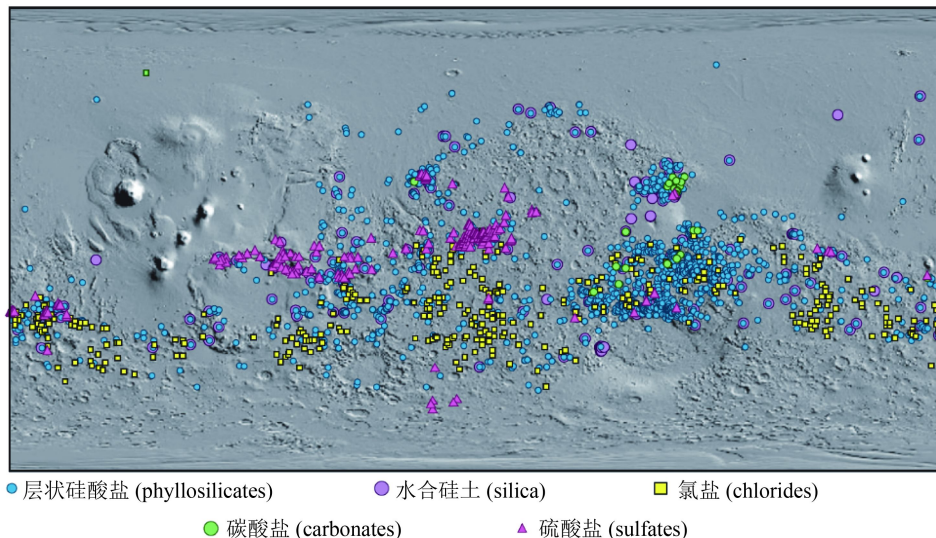 层状硅酸盐 (phyllosilicates) 水合硅土 (silica) 氯盐 (chlorides)
碳酸盐 (carbonates) 硫酸盐 (sulfates)